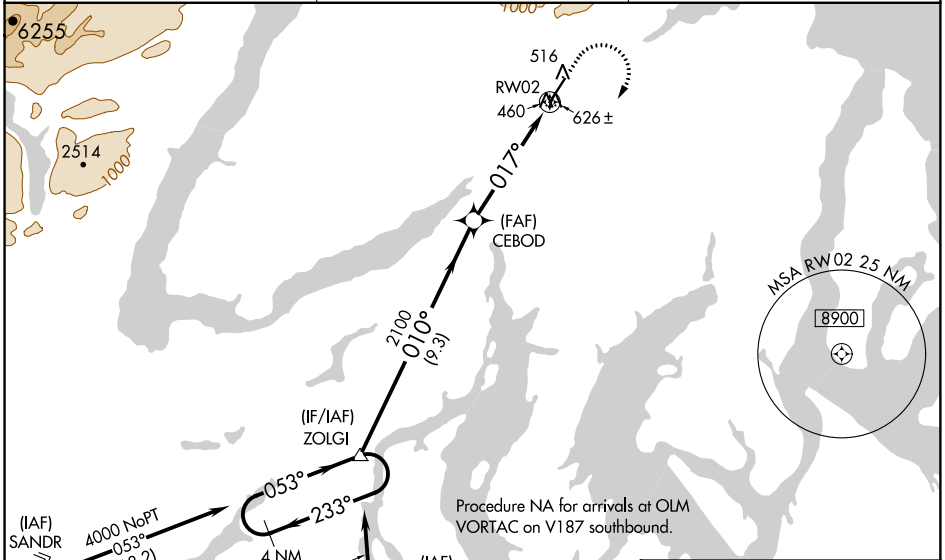 6255
1000
516
RW02
460
626 ±
2514
1000
017°
(FAF)
CEBOD
MSA RW02 25 NM
8900
2100
010°
(9.3)
(IF/IAF)
ZOLGI
053°
233°
Procedure NA for arrivals at OLM
VORTAC on V187 southbound.
(IAF)
SANDR
4000 NoPT
053°
4 NM
(IAF)